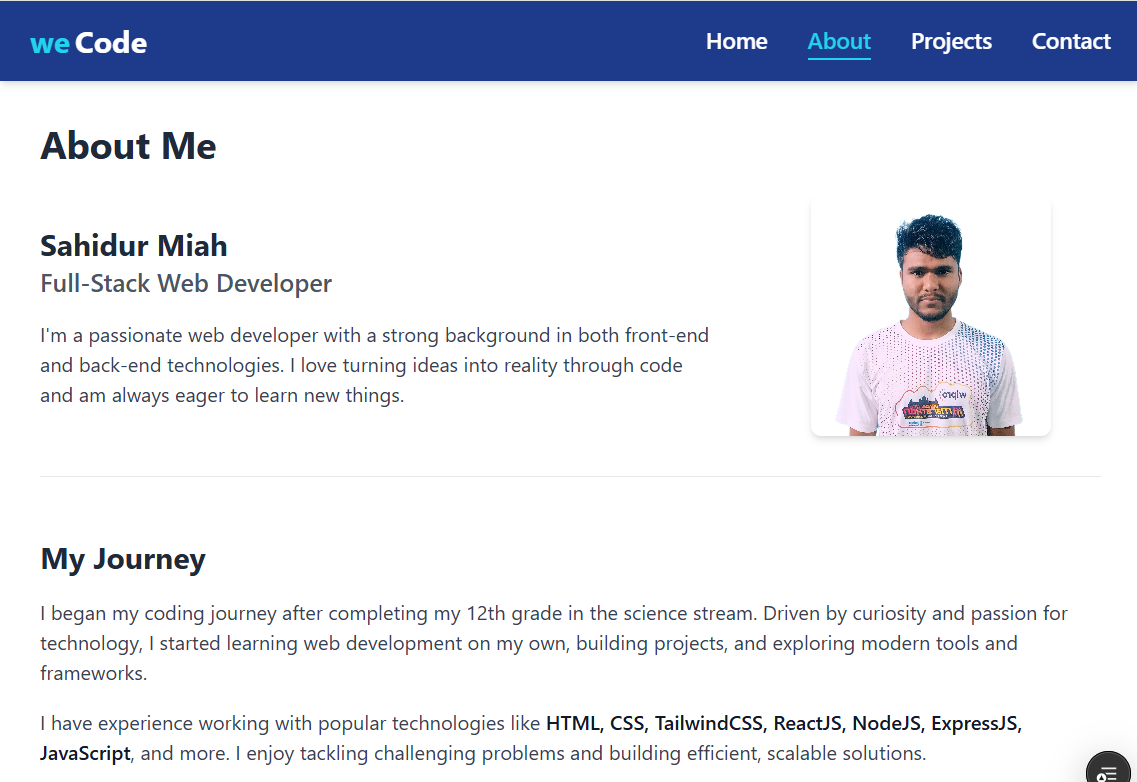 we Code
Home About Projects Contact
About Me
Sahidur Miah
Full-Stack Web Developer
I'm a passionate web developer with a strong background in both front-end
and back-end technologies. I love turning ideas into reality through code
and am always eager to learn new things.
My Journey
I began my coding journey after completing my 12th grade in the science stream. Driven by curiosity and passion for
technology, I started learning web development on my own, building projects, and exploring modern tools and
frameworks.
I have experience working with popular technologies like HTML, CSS, TailwindCSS, ReactJS, NodeJS, ExpressJS,
JavaScript, and more. I enjoy tackling challenging problems and building efficient, scalable solutions.